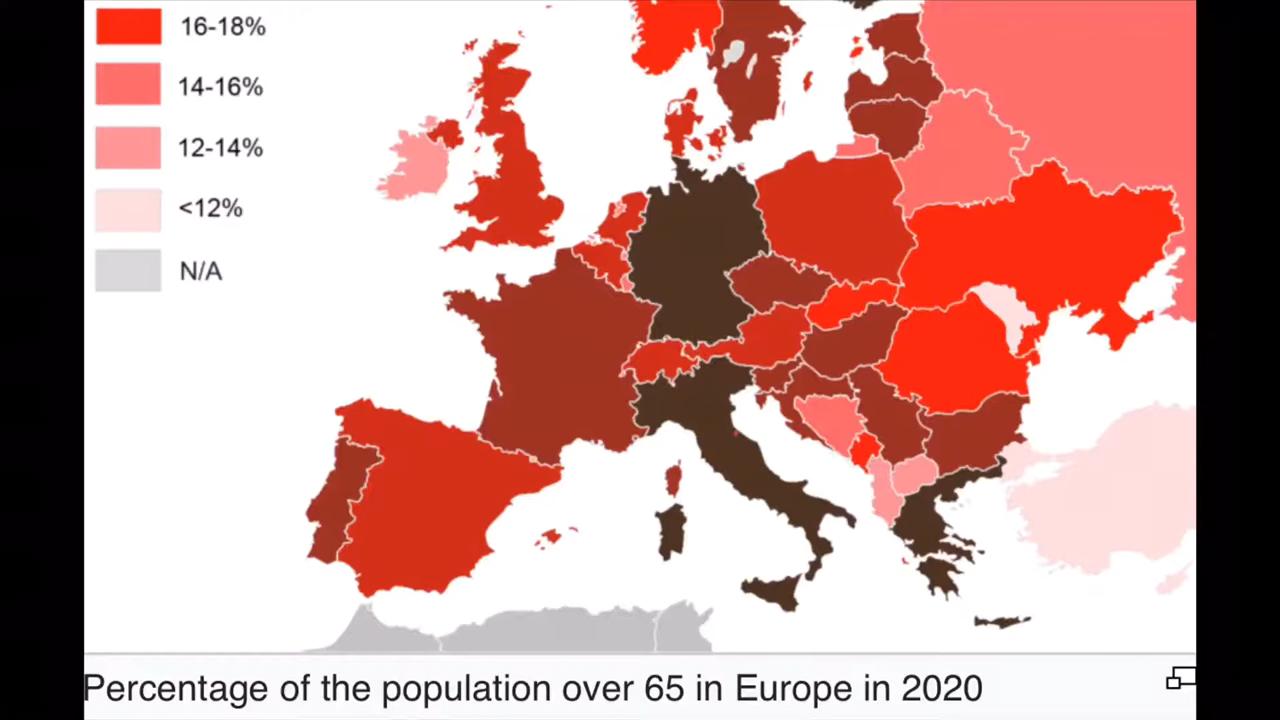 16-18%
14-16%
12-14%
<12%
N/A
Percentage of the population over 65 in Europe in 2020